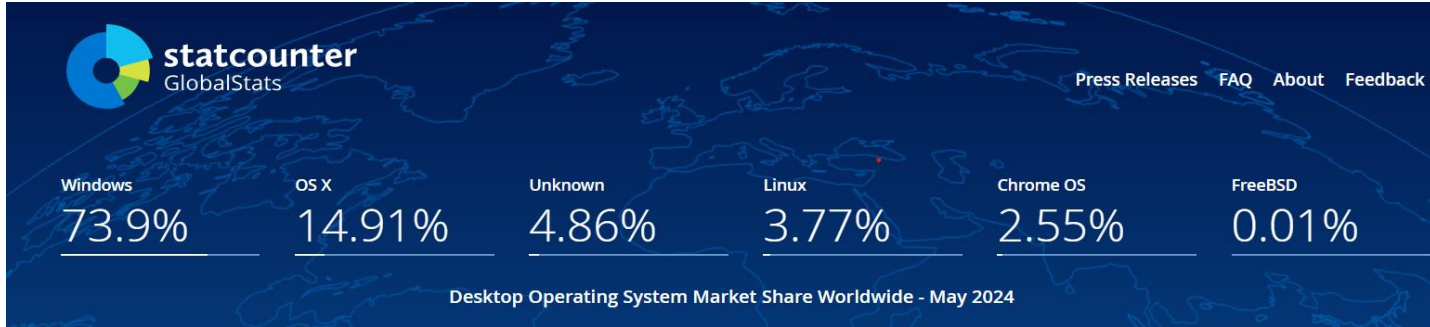 statcounter
GlobalStats
Press Releases FAQ About Feedback
Windows OS X Unknown Linux Chrome OS FreeBSD
73.9% 14.91% 4.86% 3.77% 2.55% 0.01%
Desktop Operating System Market Share Worldwide - May 2024